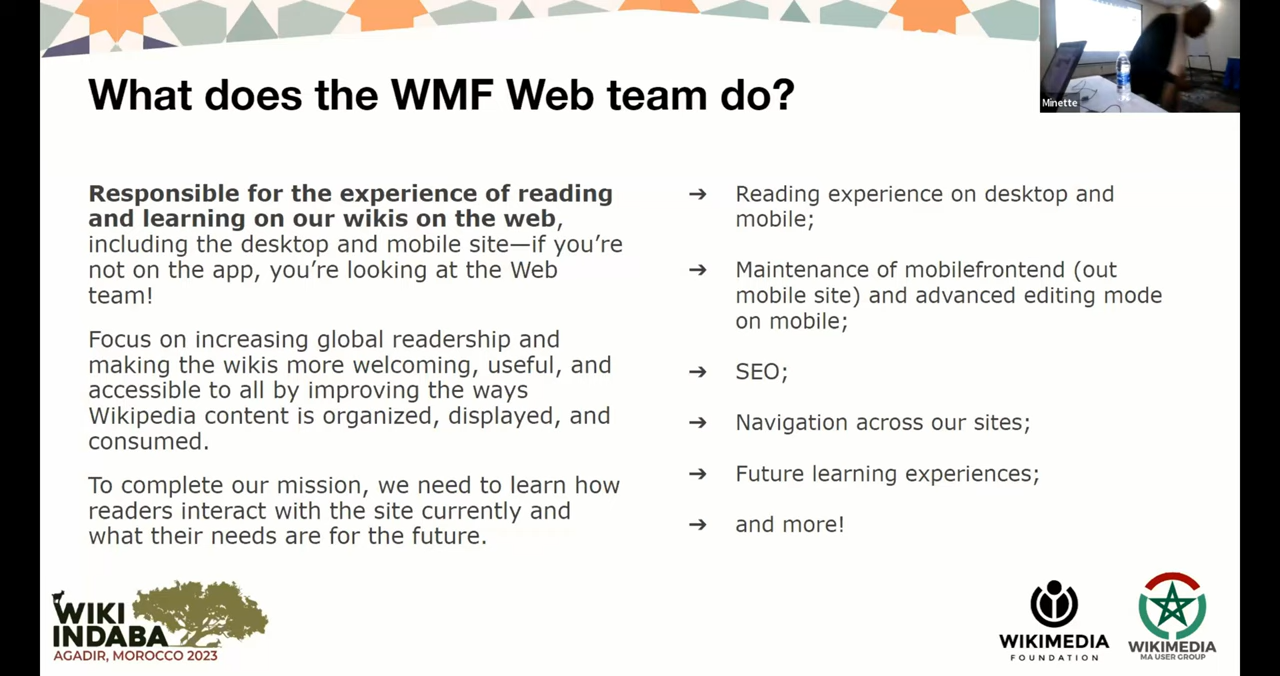 What does the WMF Web team do?
Minette
Responsible for the experience of reading
and learning on our wikis on the web,
including the desktop and mobile site—if you’re
not on the app, you’re looking at the Web
team!
Focus on increasing global readership and
making the wikis more welcoming, useful, and
accessible to all by improving the ways
Wikipedia content is organized, displayed, and
consumed.
To complete our mission, we need to learn how
readers interact with the site currently and
what their needs are for the future.
➔ Reading experience on desktop and
mobile;
➔ Maintenance of mobilefrontend (out
mobile site) and advanced editing mode
on mobile;
➔ SEO;
➔ Navigation across our sites;
➔ Future learning experiences;
➔ and more!
WIKI
INDABA
AGADIR, MOROCCO 2023
WIKIMEDIA
FOUNDATION
WIKIMEDIA
MA USER GROUP